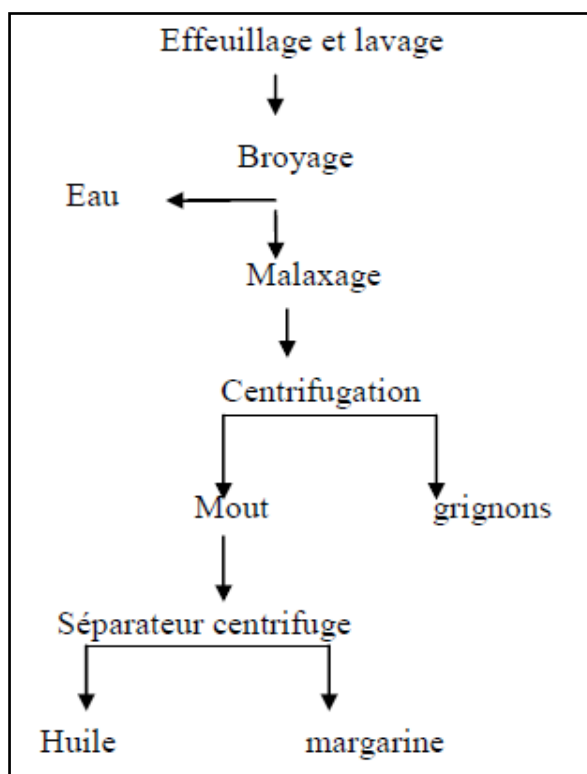 Effeuillage et lavage
Broyage
Eau
Malaxage
Centrifugation
Mout grignons
Séparateur centrifuge
Huile margarine